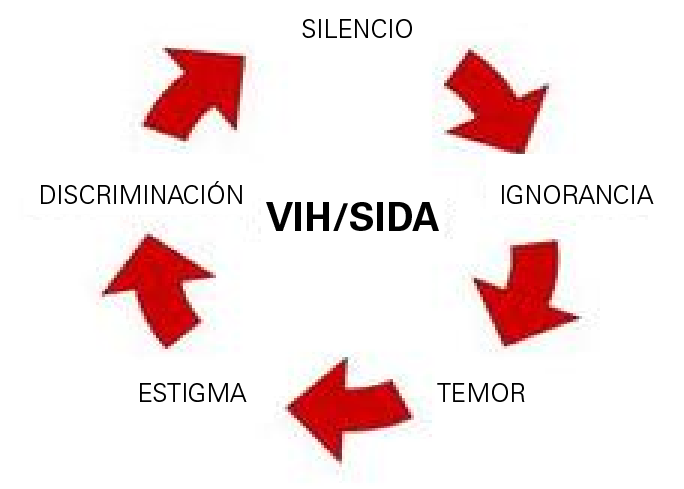 SILENCIO
DISCRIMINACIÓN
IGNORANCIA
VIH/SIDA
ESTIGMA
TEMOR